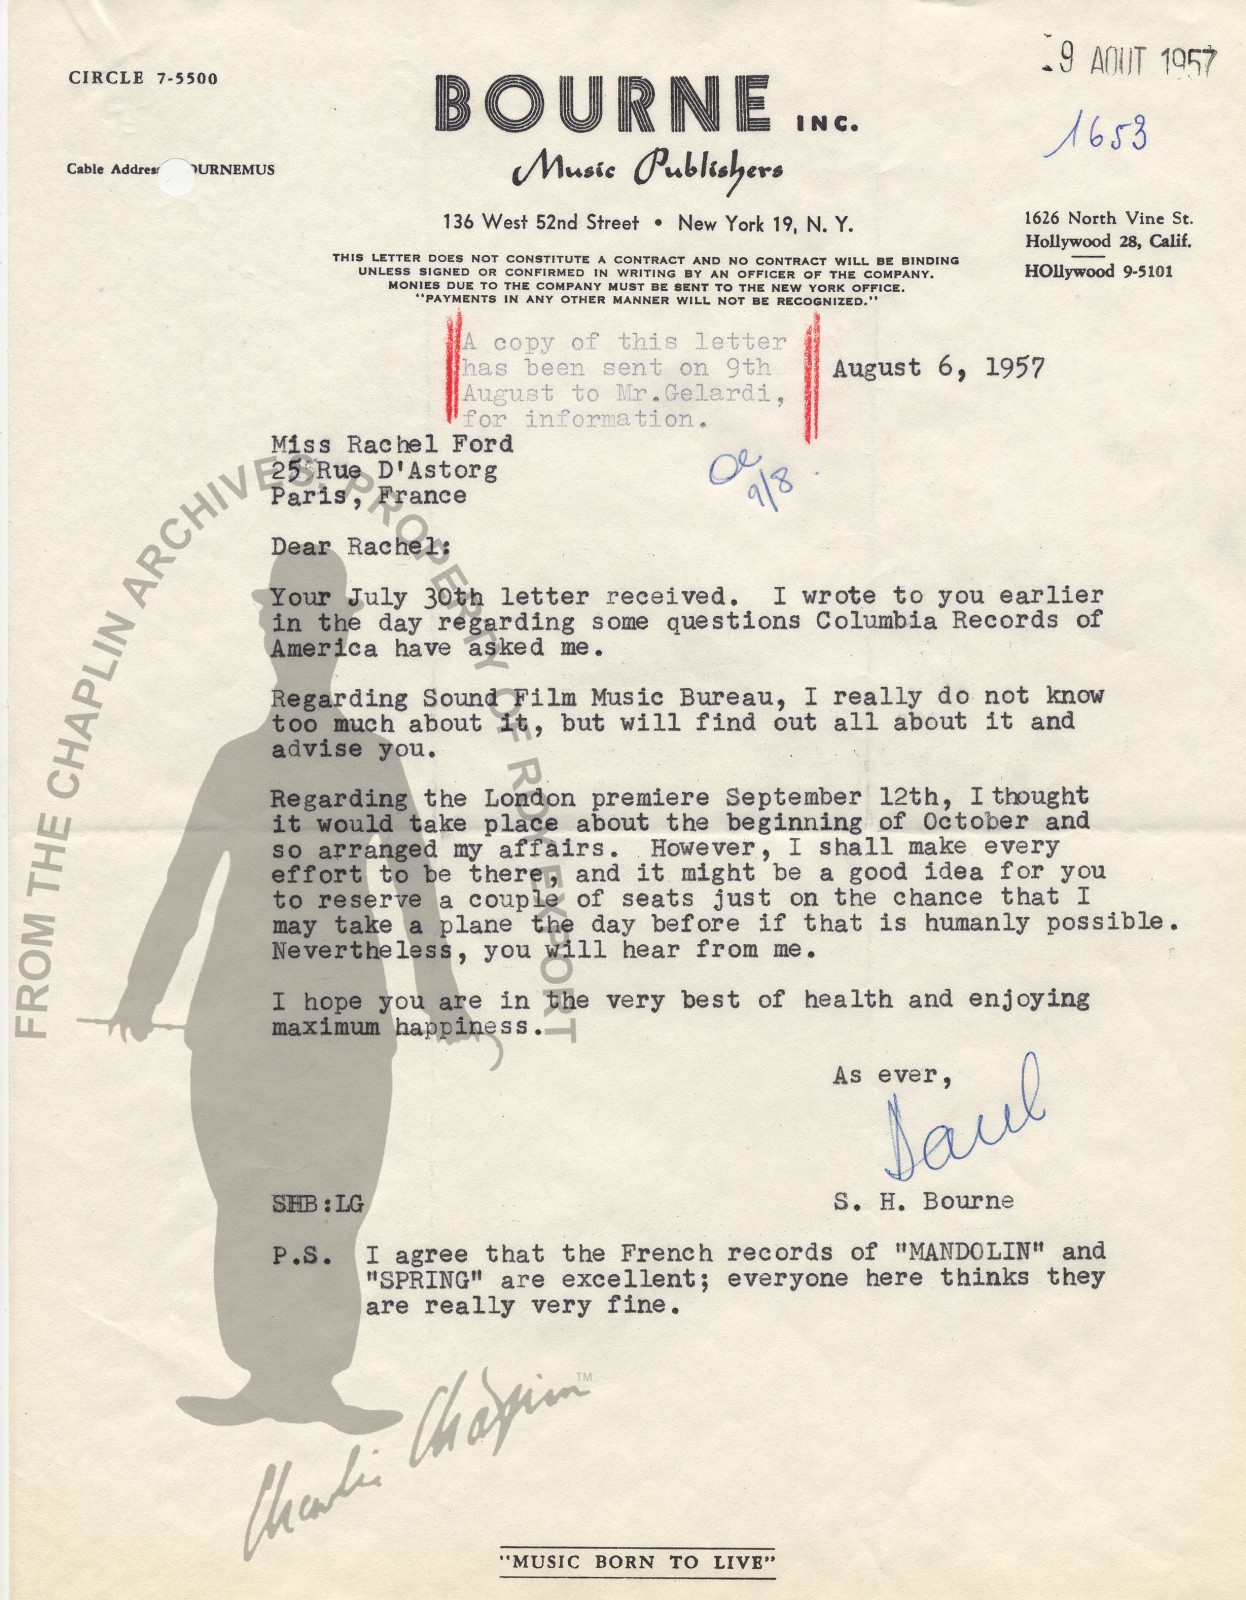 CIRCLE 7-5500
9 AOUT 1957
BOURNE INC.
1653
Music Publishers
Cable Address OURNEMUS
136 West 52nd Street • New York 19, N. Y.
1626 North Vine St.
Hollywood 28, Calif.
HOllywood 9-5101
THIS LETTER DOES NOT CONSTITUTE A CONTRACT AND NO CONTRACT WILL BE BINDING
UNLESS SIGNED OR CONFIRMED IN WRITING BY AN OFFICER OF THE COMPANY.
MONIES DUE TO THE COMPANY MUST BE SENT TO THE NEW YORK OFFICE.
"PAYMENTS IN ANY OTHER MANNER WILL NOT BE RECOGNIZED."
A copy of this letter
has been sent on 9th
August to Mr.Gelardi,
for information.
August 6, 1957
Miss Rachel Ford
25 Rue D'Astorg
Paris, France
9/8
Dear Rachel:
Your July 30th letter received. I wrote to you earlier
in the day regarding some questions Columbia Records of
America have asked me.
Regarding Sound Film Music Bureau, I really do not know
too much about it, but will find out all about it and
advise you.
Regarding the London premiere September 12th, I thought
it would take place about the beginning of October and
so arranged my affairs. However, I shall make every
effort to be there, and it might be a good idea for you
to reserve a couple of seats just on the chance that I
may take a plane the day before if that is humanly possible.
Nevertheless, you will hear from me.
I hope you are in the very best of health and enjoying
maximum happiness.
As ever,
Saul
SHB:LG
S. H. Bourne
P.S. I agree that the French records of "MANDOLIN" and
"SPRING" are excellent; everyone here thinks they
are really very fine.
FROM THE CHAPLIN ARCHIVES, PROPERTY OF ROY EXPORT
Charlie Chaplin™
"MUSIC BORN TO LIVE"